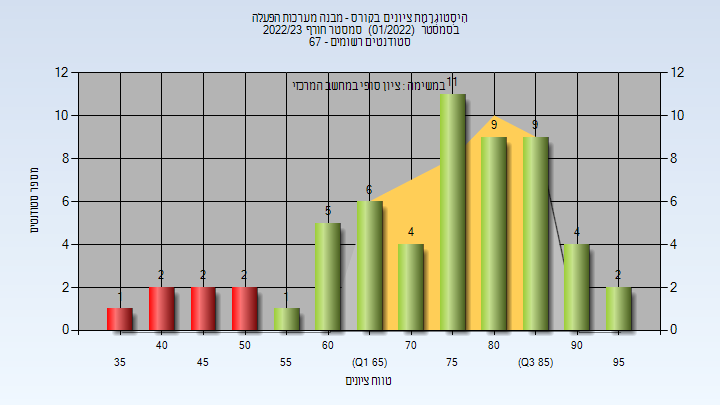 היסטוגרמת ציונים בקורס - מבנה מערכות הפעלה
בסמסטר (01/2022) סמסטר חורף 2022/23
סטודנטים רשומים - 67
במשימה : ציון סופי במחשב המרכזי
12 12
10 10
8 8
6 6
4 4
2 2
0 0
1 2 2 2 1 5 6 4 11 9 9 4 2
מספר סטודנטים
40 50 60 70 80 90
35 45 55 (Q1 65) 75 (Q3 85) 95
טווח ציונים